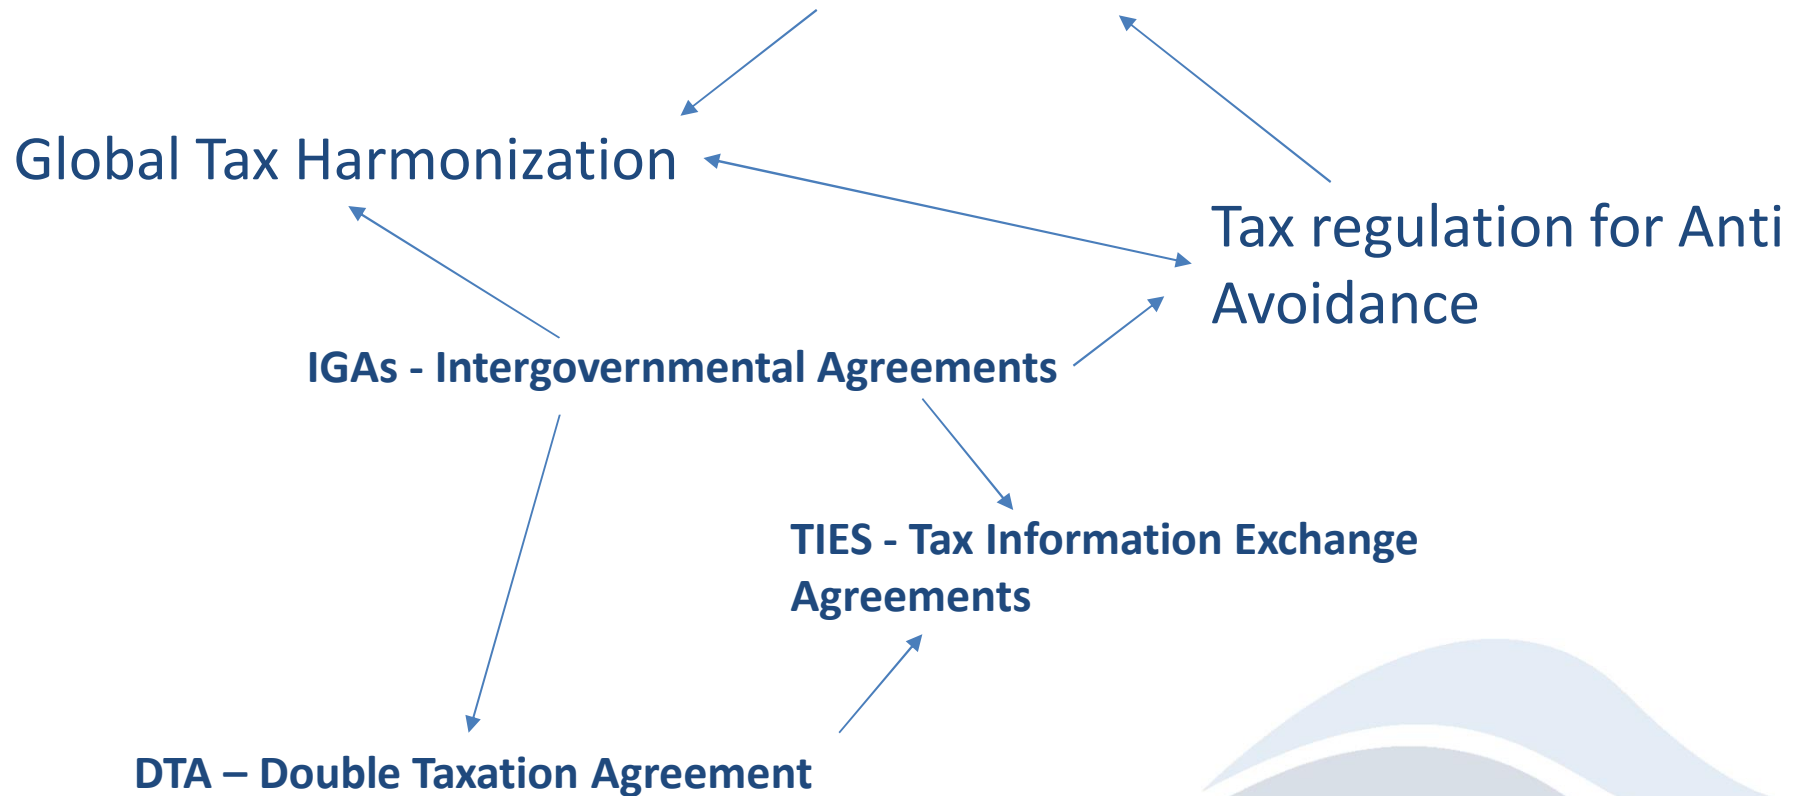 Global Tax Harmonization
Tax regulation for Anti
Avoidance
IGAs - Intergovernmental Agreements
TIES - Tax Information Exchange
Agreements
DTA – Double Taxation Agreement